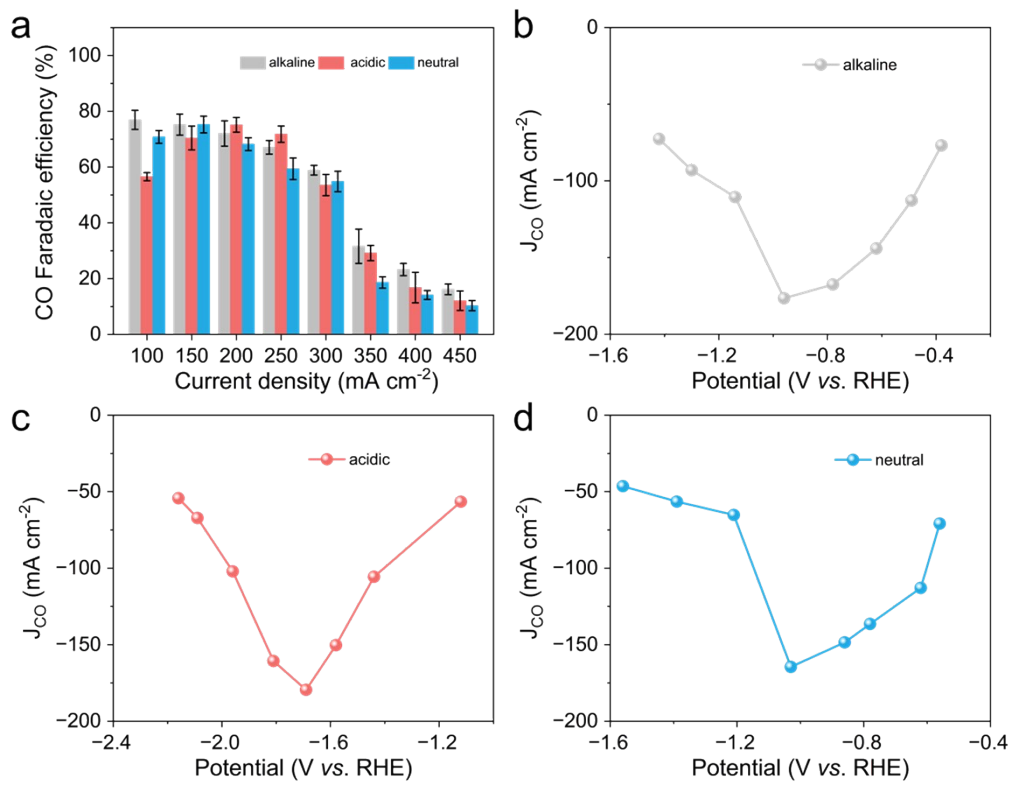 a
CO Faradaic efficiency (%)
100
80
60
40
20
0
alkaline acidic neutral
100 150 200 250 300 350 400 450
Current density (mA cm⁻²)
b
J_CO (mA cm⁻²)
0
−100
−200
alkaline
−1.6 −1.2 −0.8 −0.4
Potential (V vs. RHE)
c
J_CO (mA cm⁻²)
0
−50
−100
−150
−200
acidic
−2.4 −2.0 −1.6 −1.2
Potential (V vs. RHE)
d
J_CO (mA cm⁻²)
0
−50
−100
−150
−200
neutral
−1.6 −1.2 −0.8 −0.4
Potential (V vs. RHE)